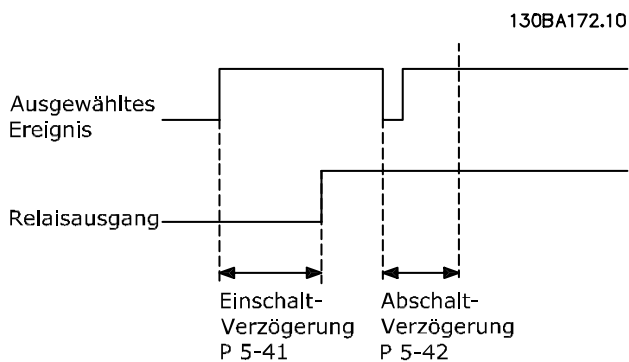 130BA172.10
Ausgewähltes
Ereignis
Relaisausgang
Einschalt-
Verzögerung
P 5-41
Abschalt-
Verzögerung
P 5-42